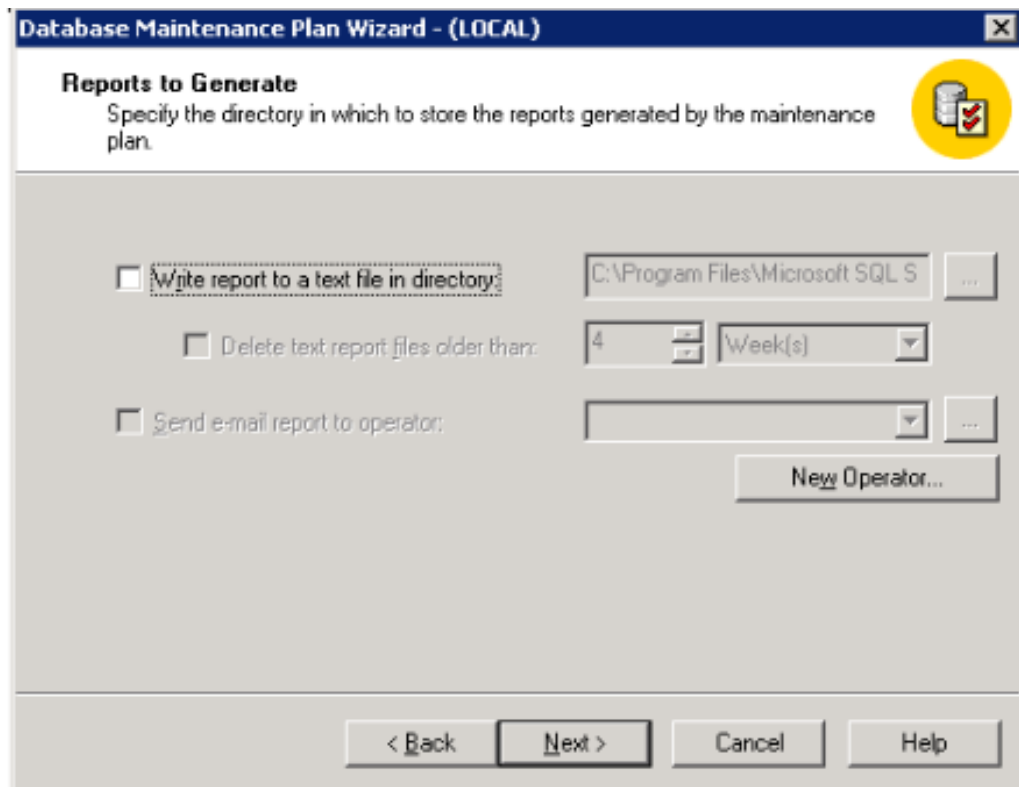 Database Maintenance Plan Wizard - (LOCAL)
Reports to Generate
Specify the directory in which to store the reports generated by the maintenance
plan.
Write report to a text file in directory: C:\Program Files\Microsoft SQL S ...
Delete text report files older than: 4 Week(s)
Send e-mail report to operator: ...
New Operator...
< Back Next > Cancel Help